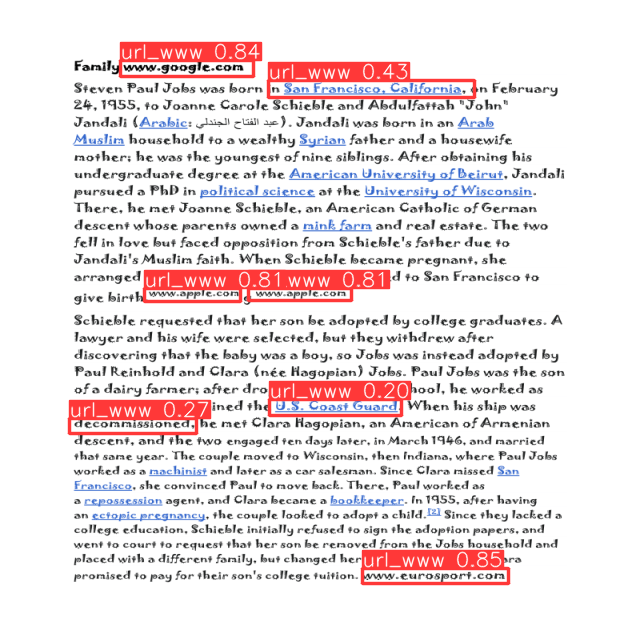 url_www 0.84
Family www.google.com
url_www 0.43
Steven Paul Jobs was born in San Francisco, California, on February
24, 1955, to Joanne Carole Schieble and Abdulfattah "John"
Jandali (Arabic: عبد الفتاح الجندلي). Jandali was born in an Arab
Muslim household to a wealthy Syrian father and a housewife
mother; he was the youngest of nine siblings. After obtaining his
undergraduate degree at the American University of Beirut, Jandali
pursued a PhD in political science at the University of Wisconsin.
There, he met Joanne Schieble, an American Catholic of German
descent whose parents owned a mink farm and real estate. The two
fell in love but faced opposition from Schieble's father due to
Jandali's Muslim faith. When Schieble became pregnant, she
arranged url_www 0.81 www 0.81 d to San Francisco to
give birth www.apple.com g www.apple.com
Schieble requested that her son be adopted by college graduates. A
lawyer and his wife were selected, but they withdrew after
discovering that the baby was a boy, so Jobs was instead adopted by
Paul Reinhold and Clara (née Hagopian) Jobs. Paul Jobs was the son
of a dairy farmer; after dro url_www 0.20 hool, he worked as
url_www 0.27 ined the U.S. Coast Guard. When his ship was
decommissioned, he met Clara Hagopian, an American of Armenian
descent, and the two engaged ten days later, in March 1946, and married
that same year. The couple moved to Wisconsin, then Indiana, where Paul Jobs
worked as a machinist and later as a car salesman. Since Clara missed San
Francisco, she convinced Paul to move back. There, Paul worked as
a repossession agent, and Clara became a bookkeeper. In 1955, after having
an ectopic pregnancy, the couple looked to adopt a child.[2] Since they lacked a
college education, Schieble initially refused to sign the adoption papers, and
went to court to request that her son be removed from the Jobs household and
placed with a different family, but changed her url_www 0.85 ara
promised to pay for their son's college tuition. www.eurosport.com